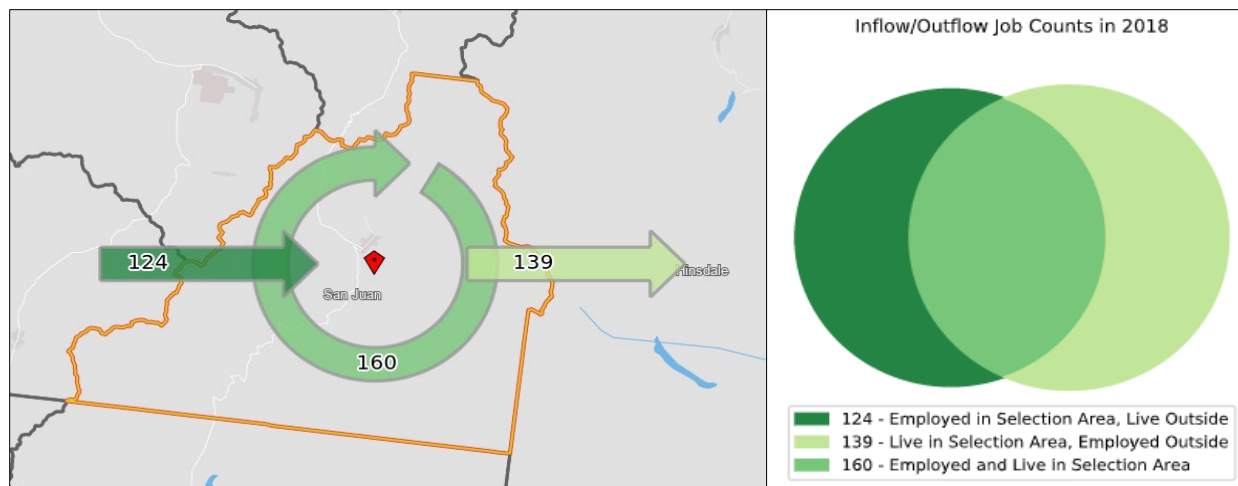 Inflow/Outflow Job Counts in 2018
124
139
Hinsdale
San Juan
160
124 - Employed in Selection Area, Live Outside
139 - Live in Selection Area, Employed Outside
160 - Employed and Live in Selection Area